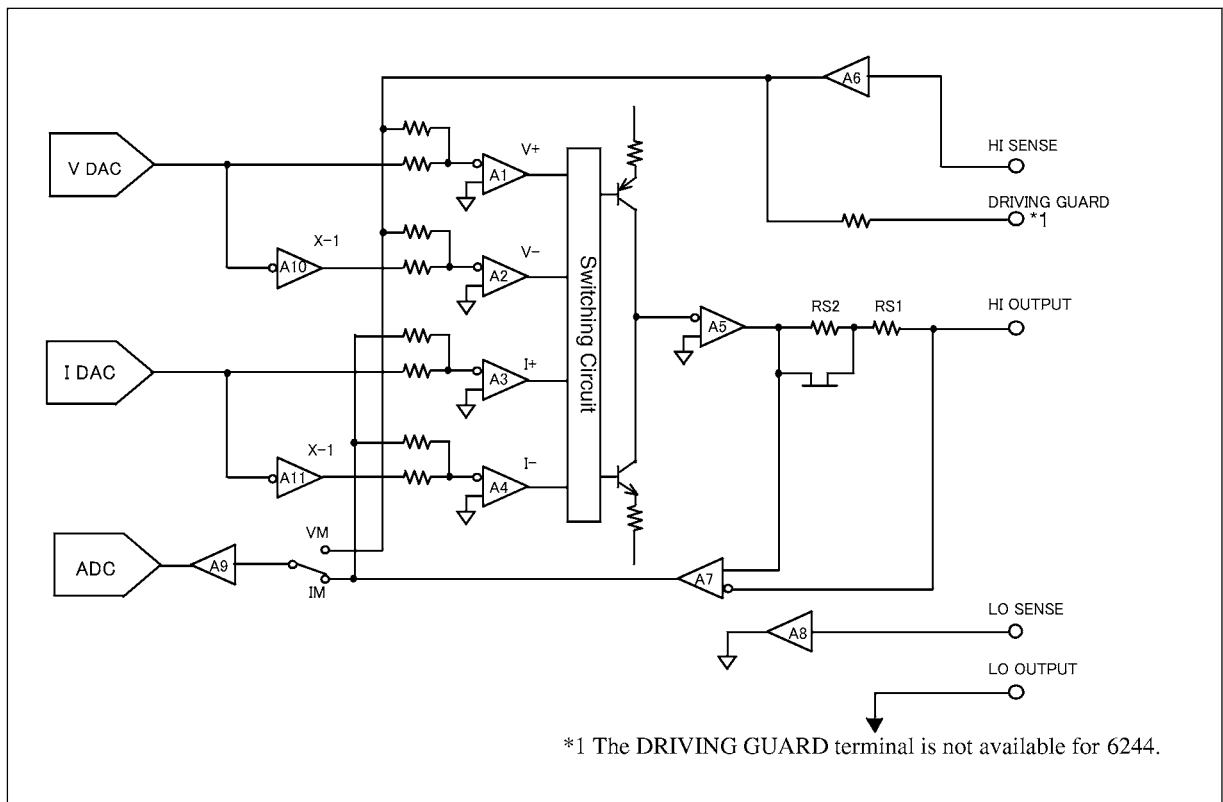 A6
HI SENSE
V DAC
V+
A1
DRIVING GUARD
*1
X-1
A10
V-
A2
Switching Circuit
RS2
RS1
HI OUTPUT
A5
I DAC
I+
A3
X-1
A11
I-
A4
VM
ADC
A9
IM
A7
LO SENSE
A8
LO OUTPUT
*1 The DRIVING GUARD terminal is not available for 6244.